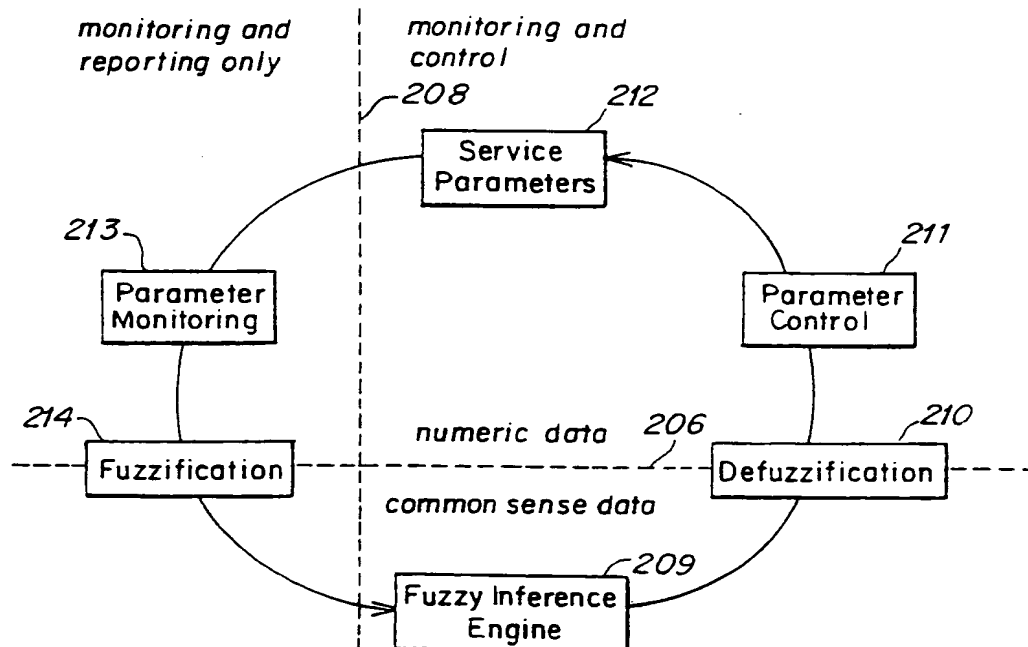 monitoring and
reporting only
monitoring and
control
208
212
Service
Parameters
213
211
Parameter
Monitoring
Parameter
Control
214
numeric data
206
210
Fuzzification
Defuzzification
common sense data
209
Fuzzy Inference
Engine